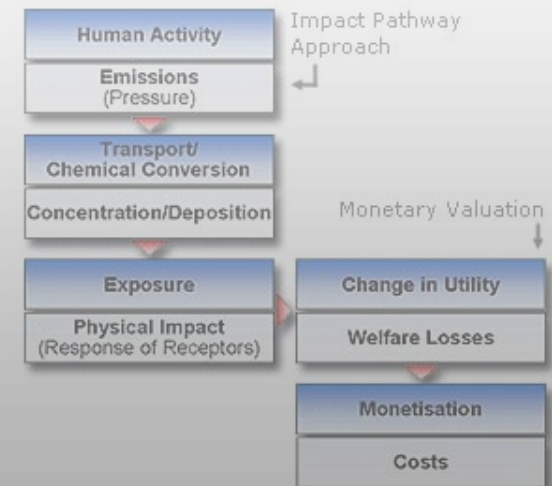 Human Activity
Impact Pathway
Approach
Emissions
(Pressure)
Transport/
Chemical Conversion
Concentration/Deposition
Monetary Valuation
Exposure
Change in Utility
Physical Impact
(Response of Receptors)
Welfare Losses
Monetisation
Costs